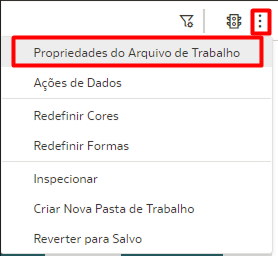 Propriedades do Arquivo de Trabalho
Ações de Dados
Redefinir Cores
Redefinir Formas
Inspecionar
Criar Nova Pasta de Trabalho
Reverter para Salvo